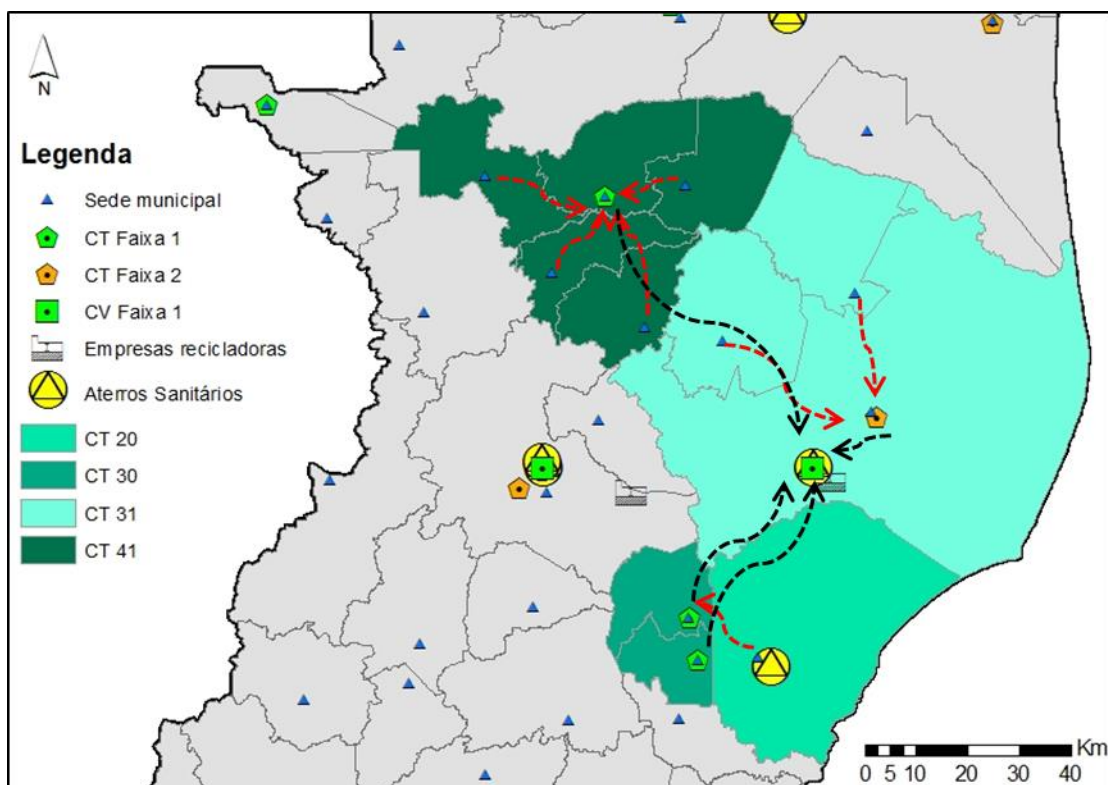 N
Legenda
Sede municipal
CT Faixa 1
CT Faixa 2
CV Faixa 1
Empresas recicladoras
Aterros Sanitários
CT 20
CT 30
CT 31
CT 41
Km
0 5 10 20 30 40